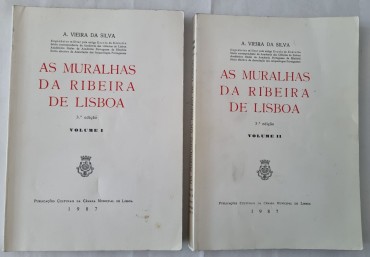 A. VIEIRA DA SILVA
AS MURALHAS
DA RIBEIRA
DE LISBOA
3.ª edição
VOLUME I
PUBLICAÇÕES CULTURAIS DA CÂMARA MUNICIPAL DE LISBOA
1987
A. VIEIRA DA SILVA
AS MURALHAS
DA RIBEIRA
DE LISBOA
3.ª edição
VOLUME II
PUBLICAÇÕES CULTURAIS DA CÂMARA MUNICIPAL DE LISBOA
1987